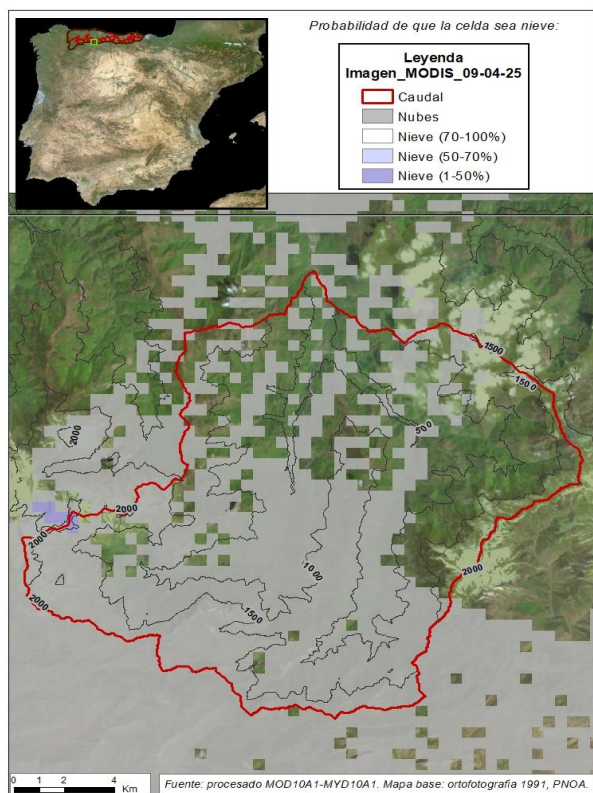 Probabilidad de que la celda sea nieve:
Leyenda
Imagen_MODIS_09-04-25
Caudal
Nubes
Nieve (70-100%)
Nieve (50-70%)
Nieve (1-50%)
1500
1500
2000
500
2000
2000
2000
1000
2000
1500
0 1 2 4
Km
Fuente: procesado MOD10A1-MYD10A1. Mapa base: ortofotografia 1991, PNOA.